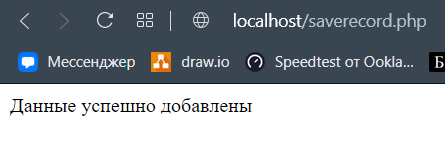 localhost/saverecord.php
Мессенджер draw.io Speedtest от Ookla... Б
Данные успешно добавлены